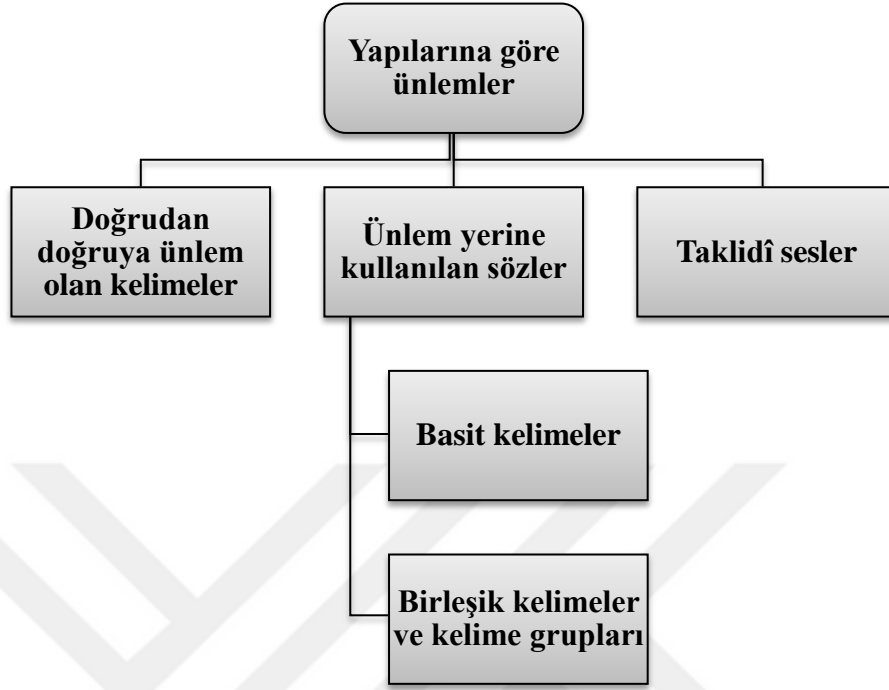 Yapılarına göre
ünlemler
Doğrudan
doğruya ünlem
olan kelimeler
Ünlem yerine
kullanılan sözler
Taklidî sesler
Basit kelimeler
Birleşik kelimeler
ve kelime grupları